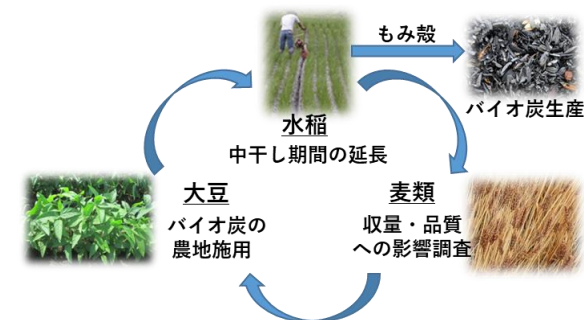 もみ殻
バイオ炭生産
水稲
中干し期間の延長
大豆
バイオ炭の
農地施用
麦類
収量・品質
への影響調査